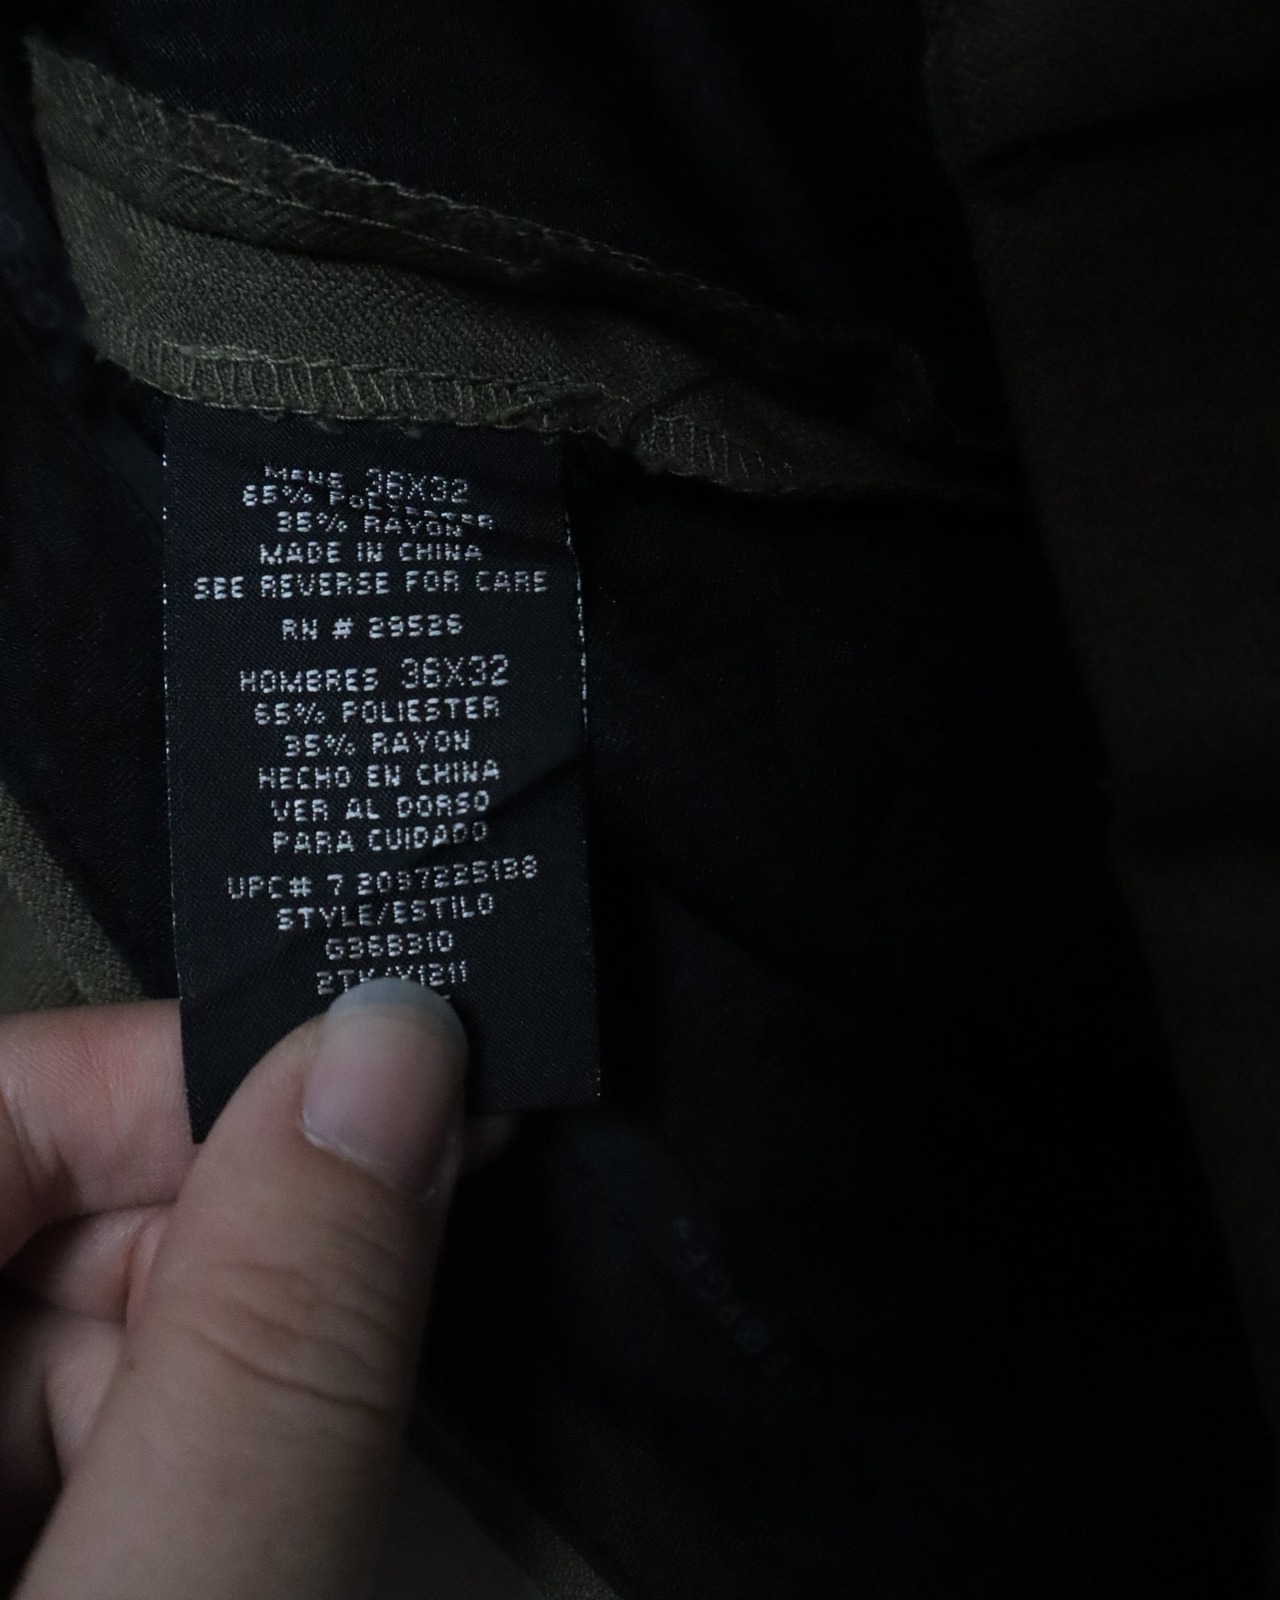 MENS 36X32
65% POLYESTER
35% RAYON
MADE IN CHINA
SEE REVERSE FOR CARE
RN # 29526
HOMBRES 36X32
65% POLIESTER
35% RAYON
HECHO EN CHINA
VER AL DORSO
PARA CUIDADO
UPC# 7 2097225138
STYLE/ESTILO
G36B310